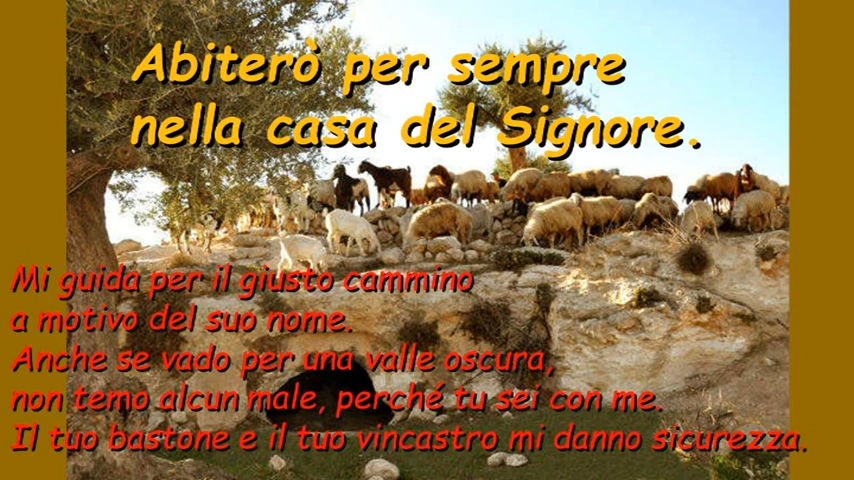 Abiterò per sempre
nella casa del Signore.
Mi guida per il giusto cammino
a motivo del suo nome.
Anche se vado per una valle oscura,
non temo alcun male, perché tu sei con me.
Il tuo bastone e il tuo vincastro mi danno sicurezza.